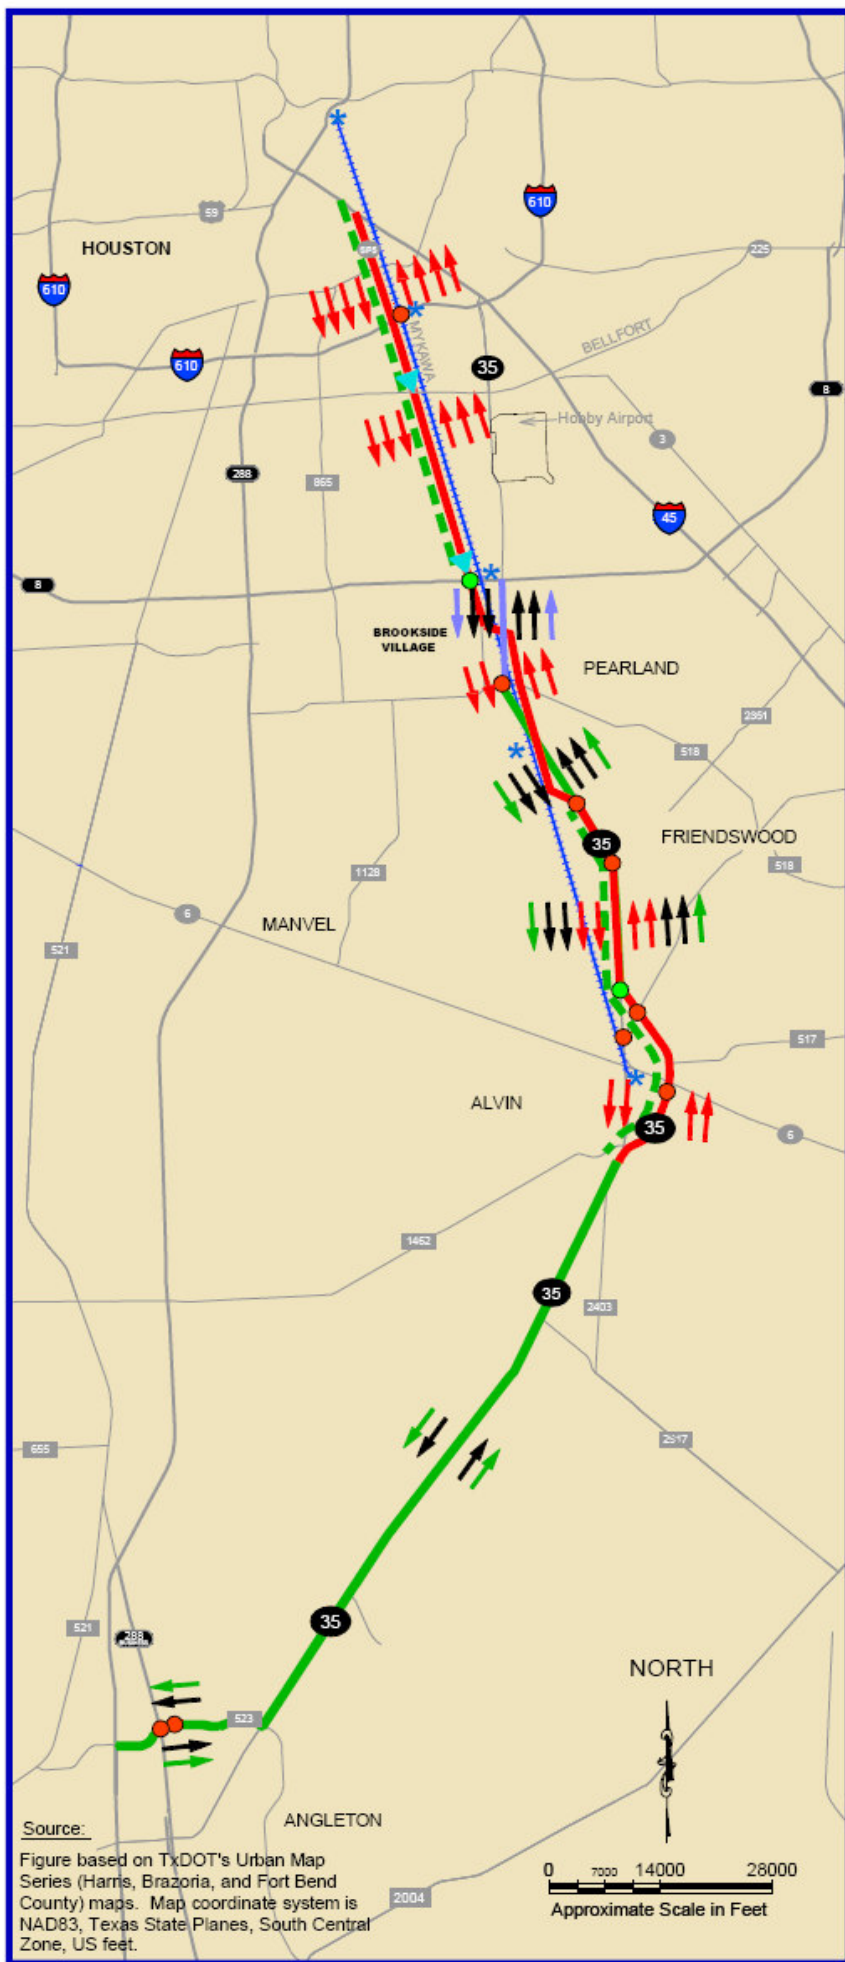 610
59
HOUSTON
225
610
MYKAWA
BELLFORT
610
35
8
Hobby Airport
3
288
865
45
8
BROOKSIDE
VILLAGE
PEARLAND
2351
518
35
FRIENDSWOOD
518
1128
6
MANVEL
521
517
ALVIN
35
6
1462
35
2403
655
2917
35
521
288
NORTH
523
ANGLETON
Source:
Figure based on TxDOT's Urban Map
Series (Harris, Brazoria, and Fort Bend
County) maps. Map coordinate system is
NAD83, Texas State Planes, South Central
Zone, US feet.
2004
0 7000 14000 28000
Approximate Scale in Feet